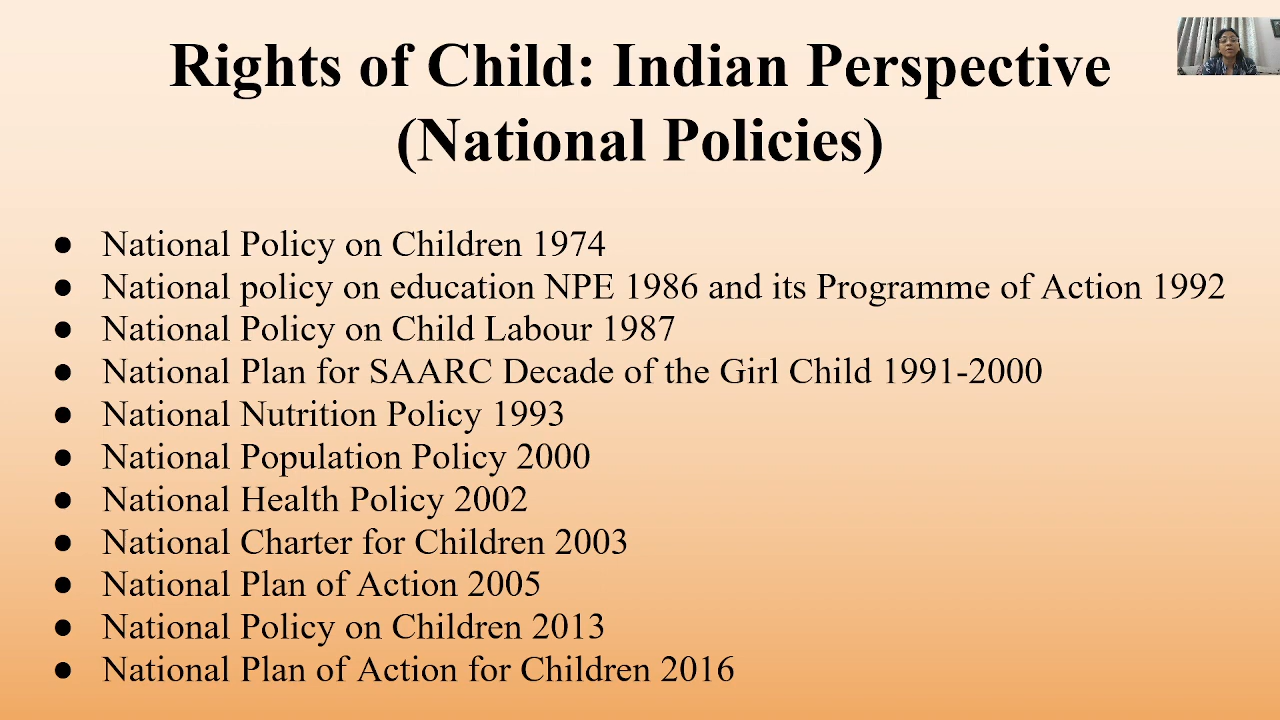 Rights of Child: Indian Perspective
(National Policies)
● National Policy on Children 1974
● National policy on education NPE 1986 and its Programme of Action 1992
● National Policy on Child Labour 1987
● National Plan for SAARC Decade of the Girl Child 1991-2000
● National Nutrition Policy 1993
● National Population Policy 2000
● National Health Policy 2002
● National Charter for Children 2003
● National Plan of Action 2005
● National Policy on Children 2013
● National Plan of Action for Children 2016